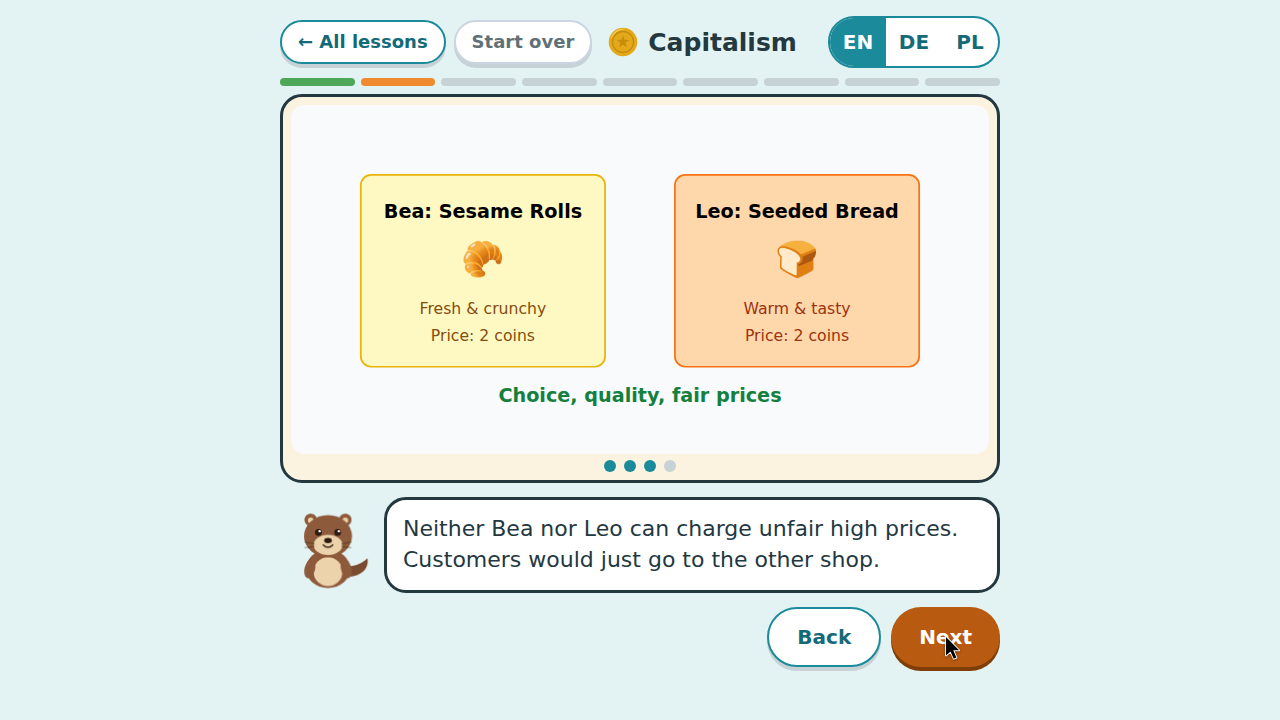 ← All lessons
Start over
Capitalism
EN
DE
PL
Bea: Sesame Rolls
Fresh & crunchy
Price: 2 coins
Leo: Seeded Bread
Warm & tasty
Price: 2 coins
Choice, quality, fair prices
Neither Bea nor Leo can charge unfair high prices.
Customers would just go to the other shop.
Back
Next